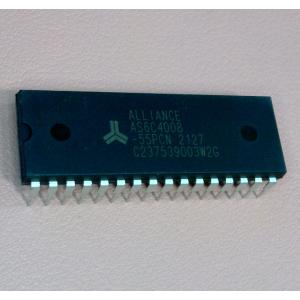 ALLIANCE
AS6C4008
-55PCN 2127
C237539003W2G